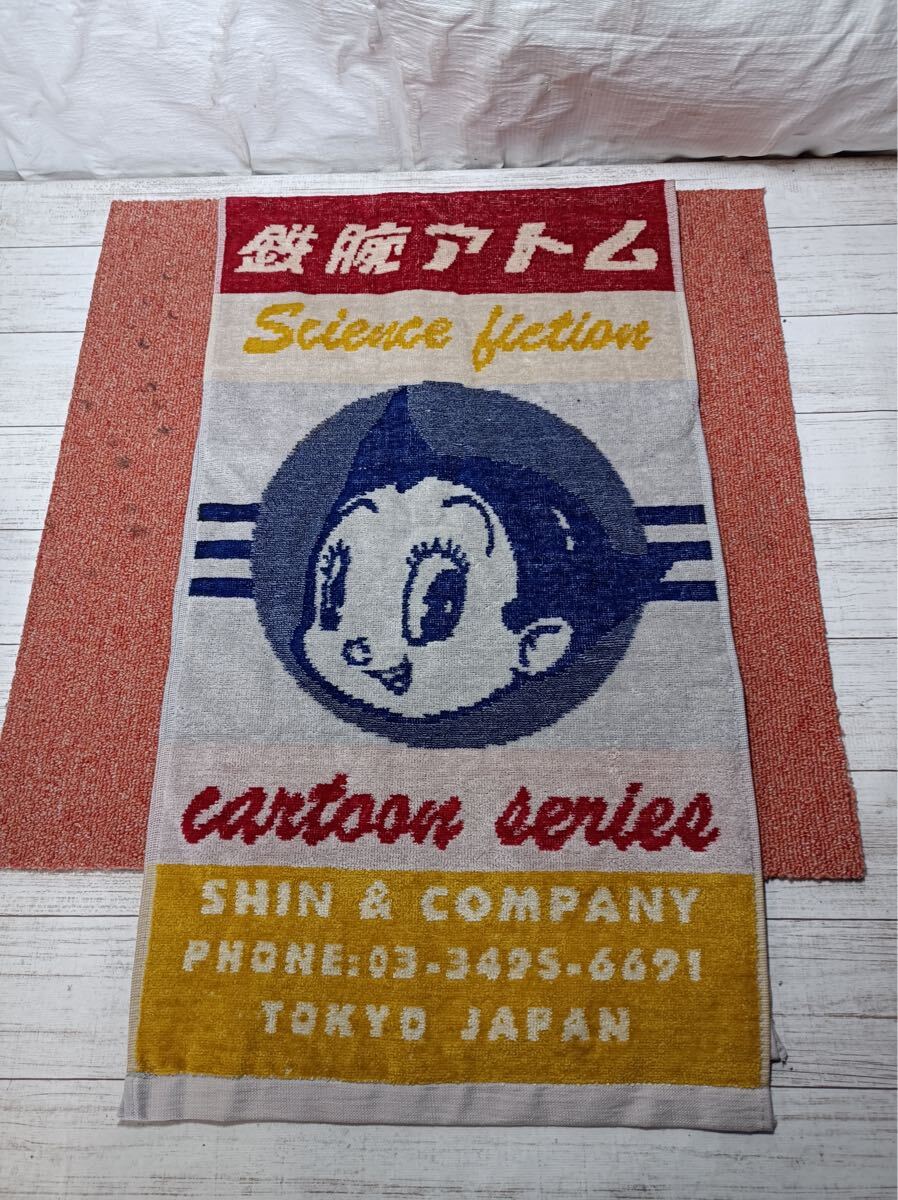 鉄腕アトム
Science fiction
cartoon series
SHIN & COMPANY
PHONE:03-3495-6691
TOKYO JAPAN